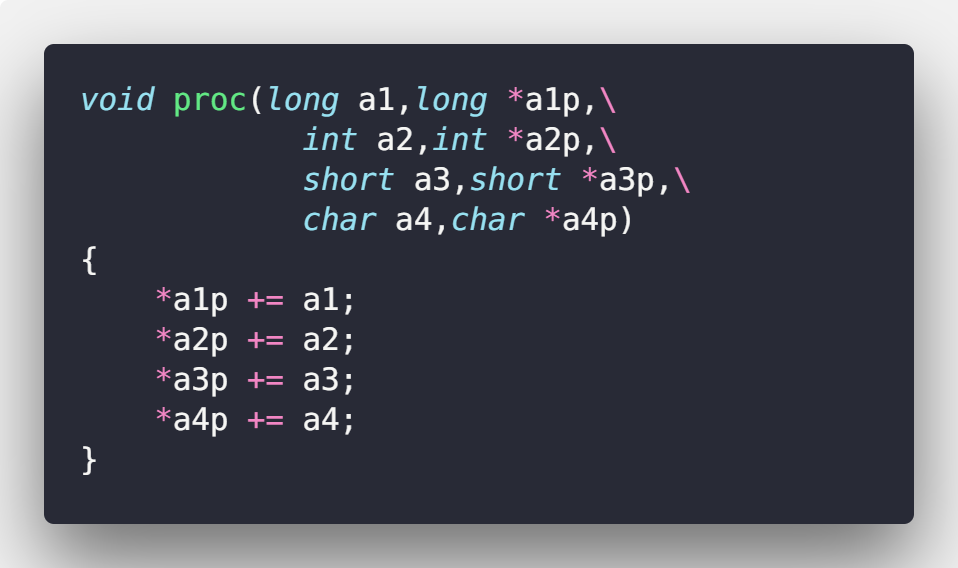 void proc(long a1,long *a1p,\
            int a2,int *a2p,\
            short a3,short *a3p,\
            char a4,char *a4p)
{
    *a1p += a1;
    *a2p += a2;
    *a3p += a3;
    *a4p += a4;
}